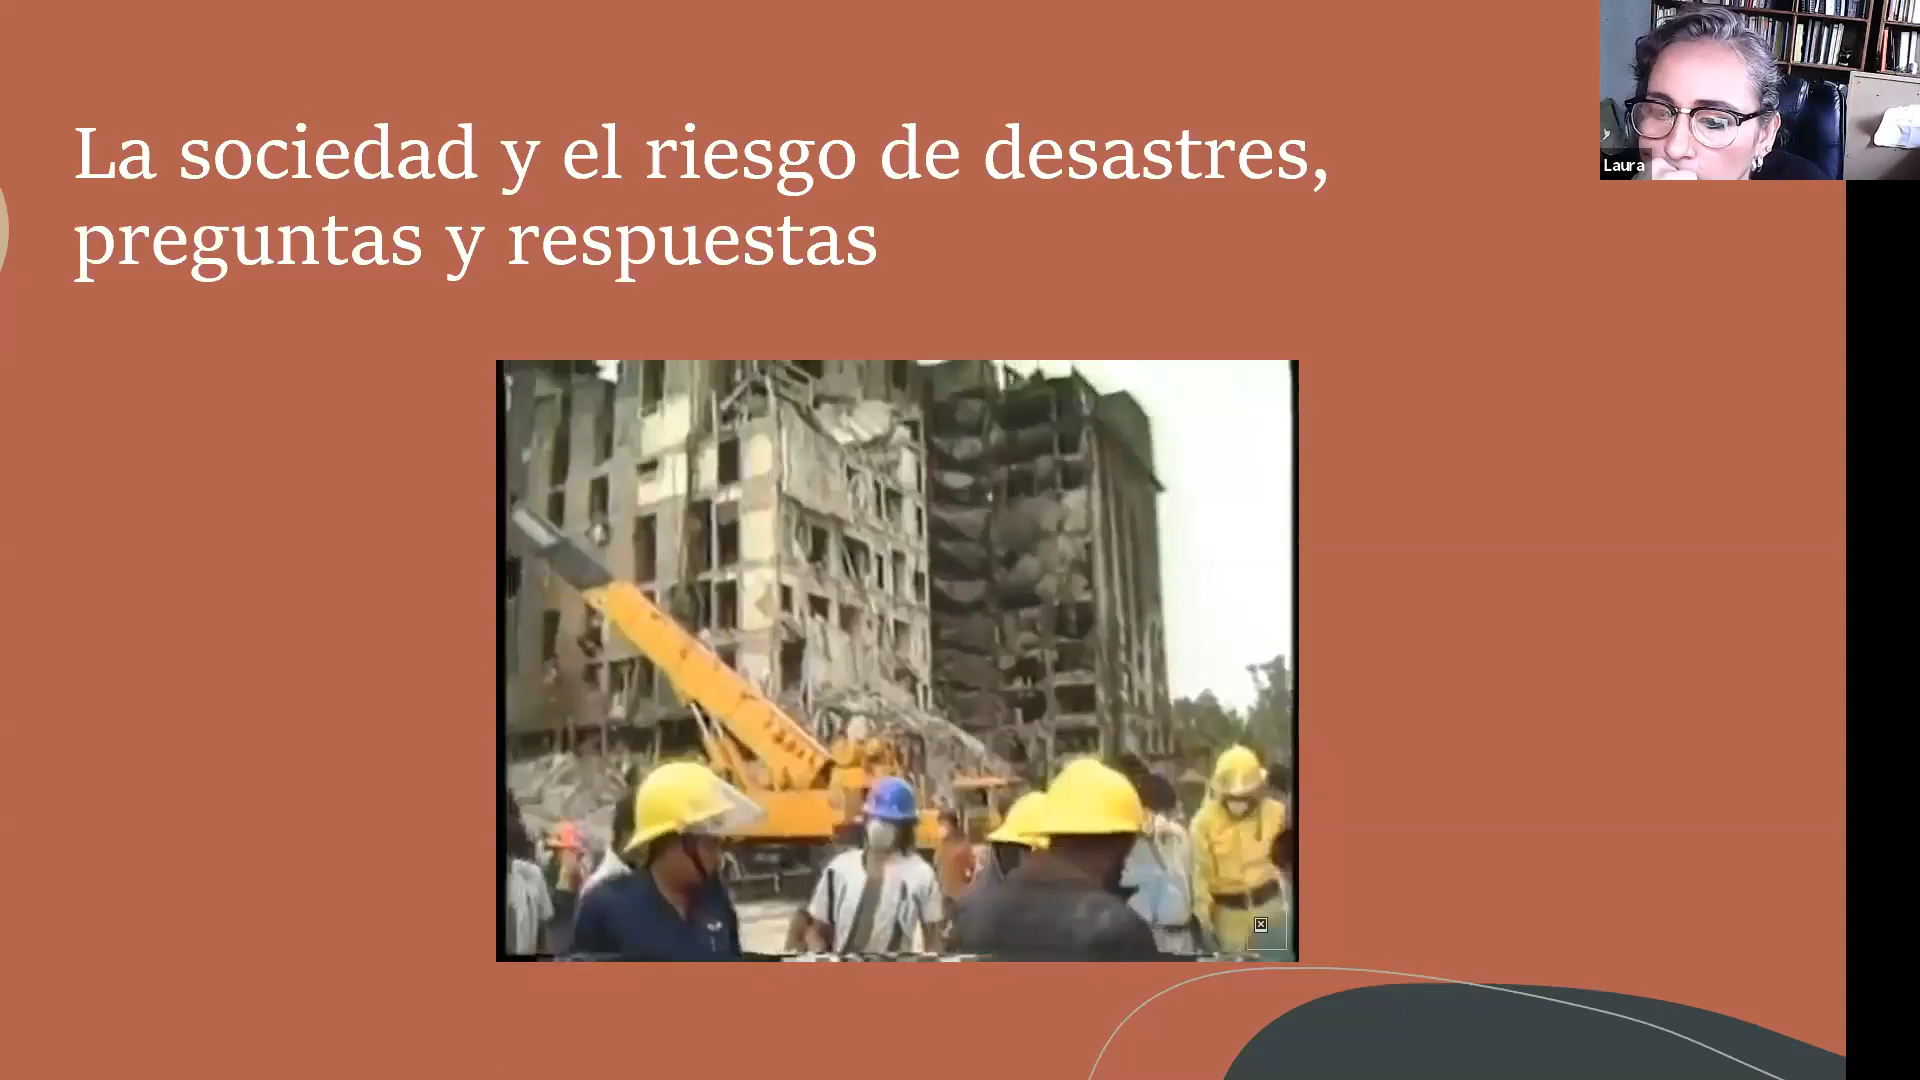 La sociedad y el riesgo de desastres,
preguntas y respuestas
Laura